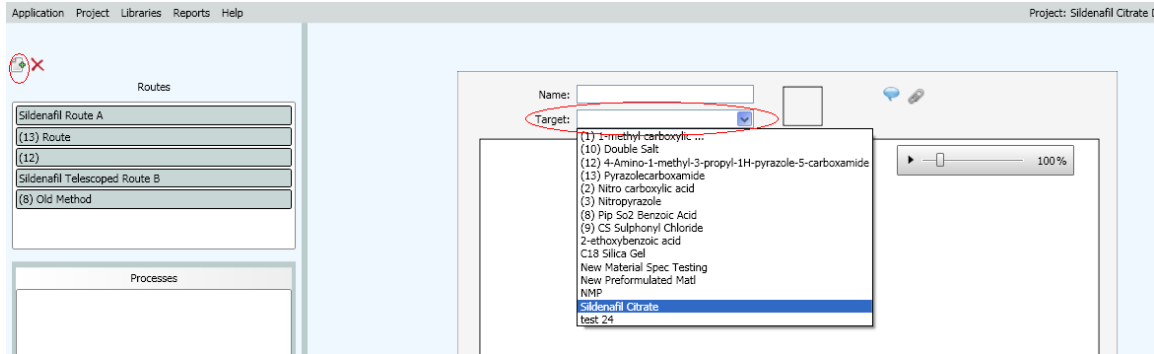 Application Project Libraries Reports Help
Project: Sildenafil Citrate
Routes
Sildenafil Route A
(13) Route
(12)
Sildenafil Telescoped Route B
(8) Old Method
Processes
Name:
Target:
(1) 1-methyl carboxylic ...
(10) Double Salt
(12) 4-Amino-1-methyl-3-propyl-1H-pyrazole-5-carboxamide
(13) Pyrazolecarboxamide
(2) Nitro carboxylic acid
(3) Nitropyrazole
(8) Pip So2 Benzoic Acid
(9) CS Sulphonyl Chloride
2-ethoxybenzoic acid
C18 Silica Gel
New Material Spec Testing
New Preformulated Matl
NMP
Sildenafil Citrate
test 24
100%